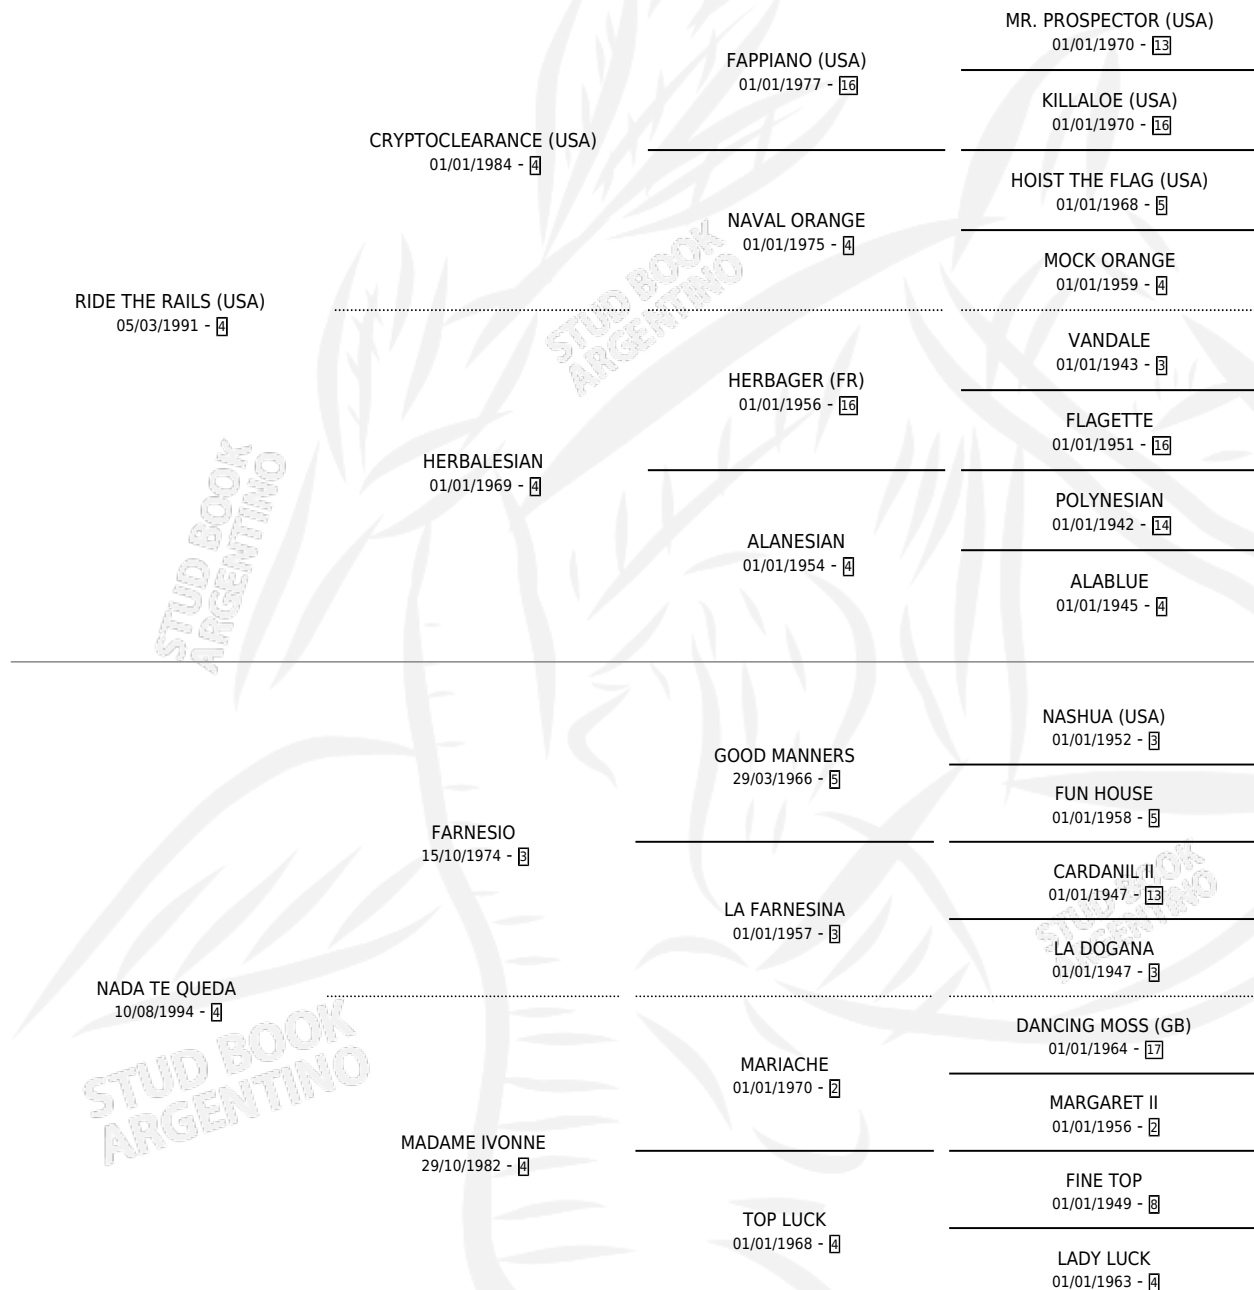 MR. PROSPECTOR (USA)
01/01/1970 - 13
FAPPIANO (USA)
01/01/1977 - 16
KILLALOE (USA)
01/01/1970 - 16
CRYPTOCLEARANCE (USA)
01/01/1984 - 4
HOIST THE FLAG (USA)
01/01/1968 - 5
NAVAL ORANGE
01/01/1975 - 4
MOCK ORANGE
01/01/1959 - 4
RIDE THE RAILS (USA)
05/03/1991 - 4
STUD BOOK
ARGENTINO
VANDALE
01/01/1943 - 3
HERBAGER (FR)
01/01/1956 - 16
FLAGETTE
01/01/1951 - 16
HERBALESIAN
01/01/1969 - 4
POLYNESIAN
01/01/1942 - 14
ALANESIAN
01/01/1954 - 4
ALABLUE
01/01/1945 - 4
STUD BOOK
ARGENTINO
NASHUA (USA)
01/01/1952 - 3
GOOD MANNERS
29/03/1966 - 5
FUN HOUSE
01/01/1958 - 5
FARNESIO
15/10/1974 - 3
CARDANIL II
01/01/1947 - 13
LA FARNESINA
01/01/1957 - 3
LA DOGANA
01/01/1947 - 3
STUD BOOK
ARGENTINO
NADA TE QUEDA
10/08/1994 - 4
STUD BOOK
ARGENTINO
DANCING MOSS (GB)
01/01/1964 - 17
MARIACHE
01/01/1970 - 2
MARGARET II
01/01/1956 - 2
MADAME IVONNE
29/10/1982 - 4
FINE TOP
01/01/1949 - 8
TOP LUCK
01/01/1968 - 4
LADY LUCK
01/01/1963 - 4